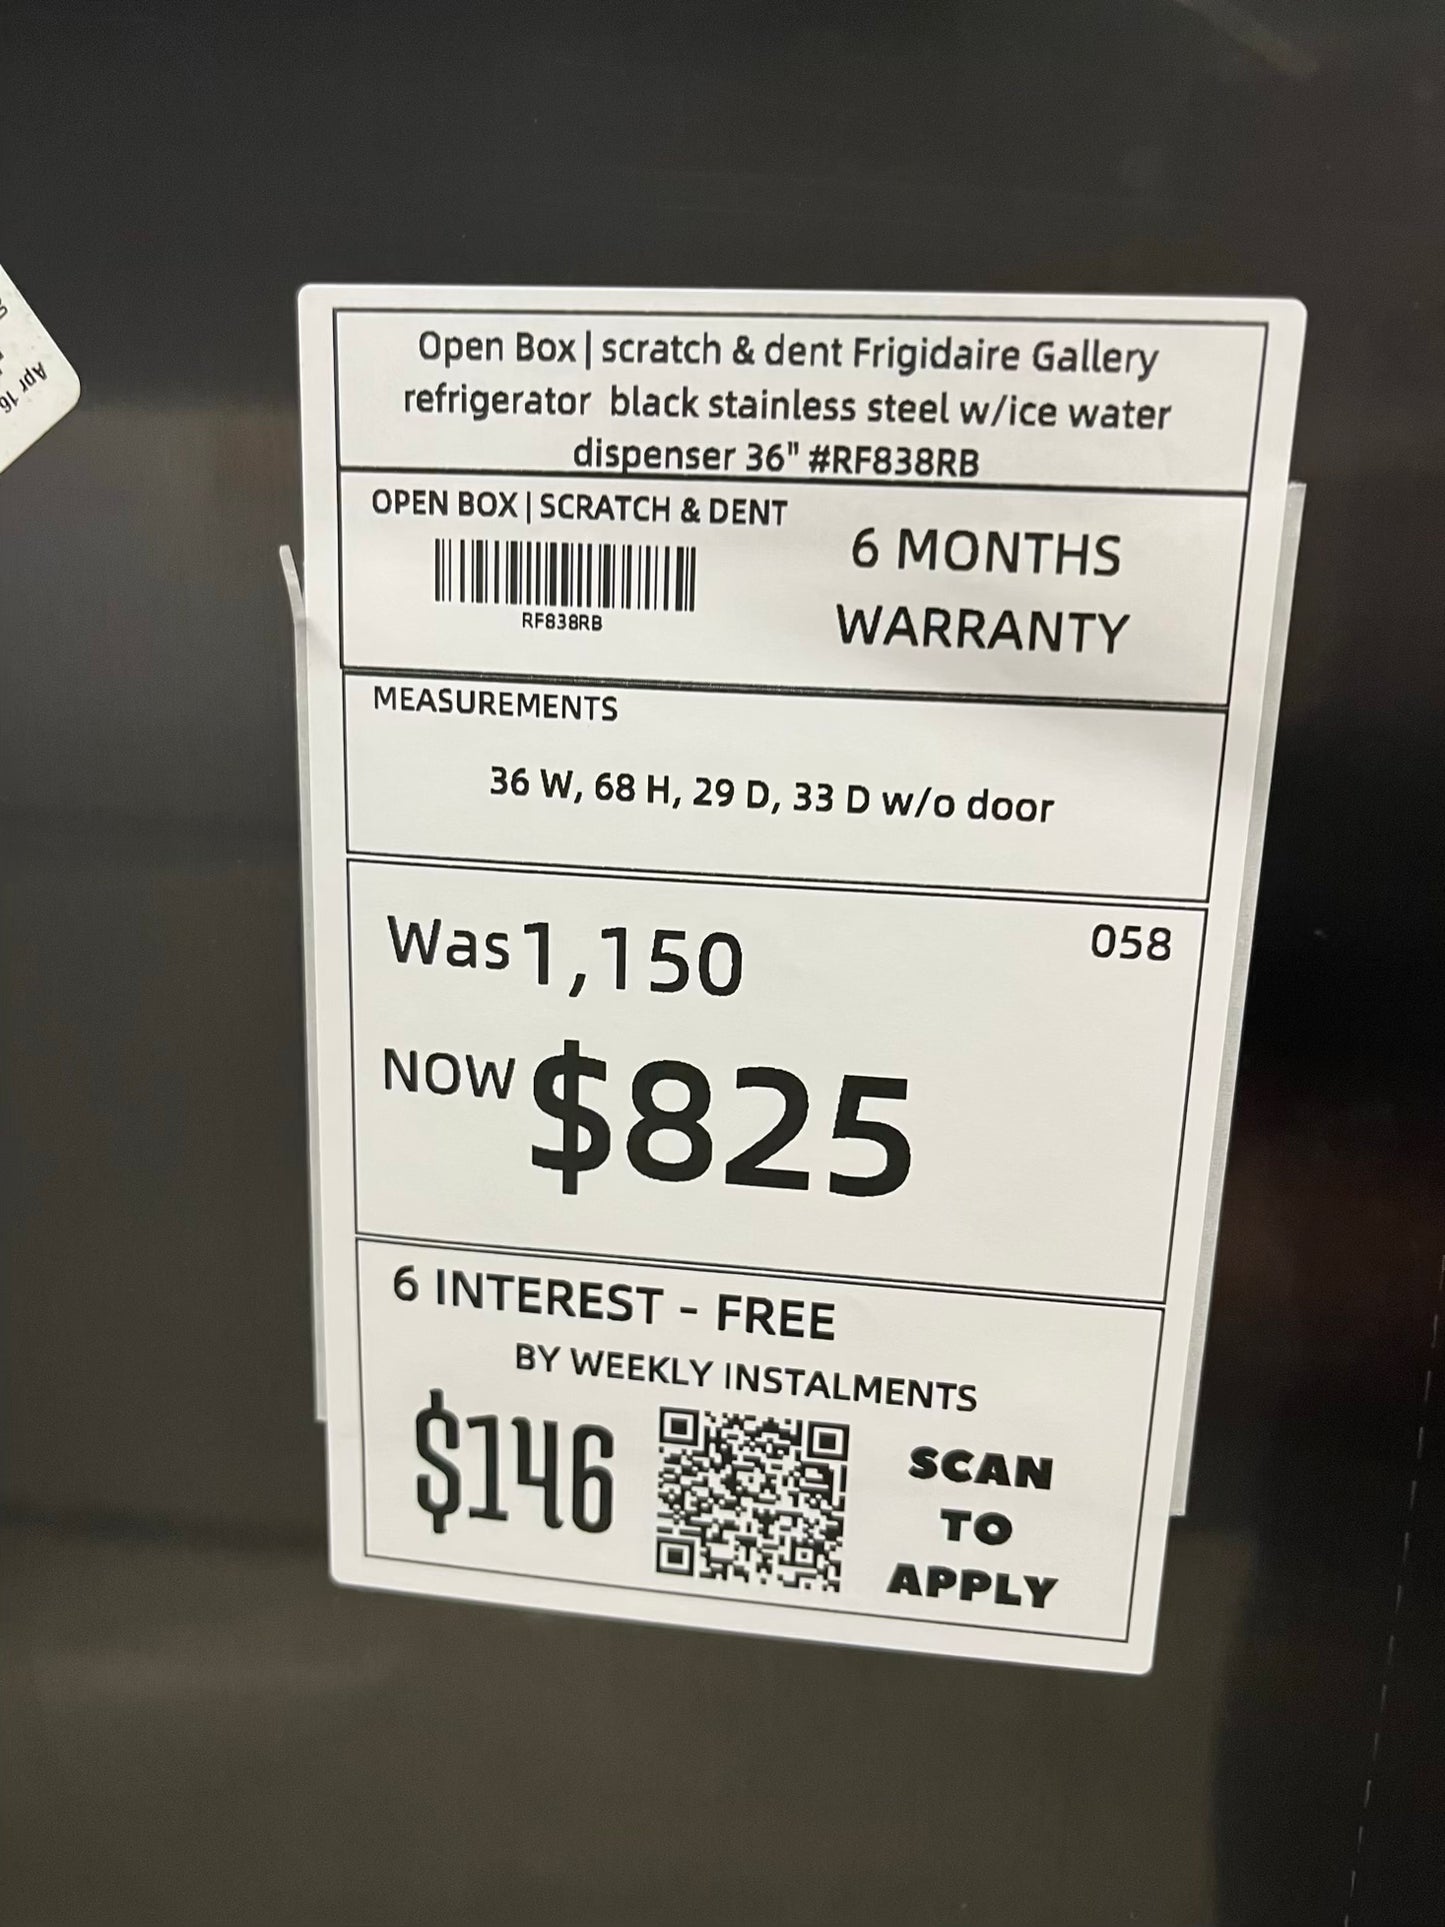 Apr 16
Open Box | scratch & dent Frigidaire Gallery
refrigerator black stainless steel w/ice water
dispenser 36" #RF838RB
OPEN BOX | SCRATCH & DENT
RF838RB
6 MONTHS
WARRANTY
MEASUREMENTS
36 W, 68 H, 29 D, 33 D w/o door
Was 1,150
058
NOW $825
6 INTEREST - FREE
BY WEEKLY INSTALMENTS
$146
SCAN
TO
APPLY